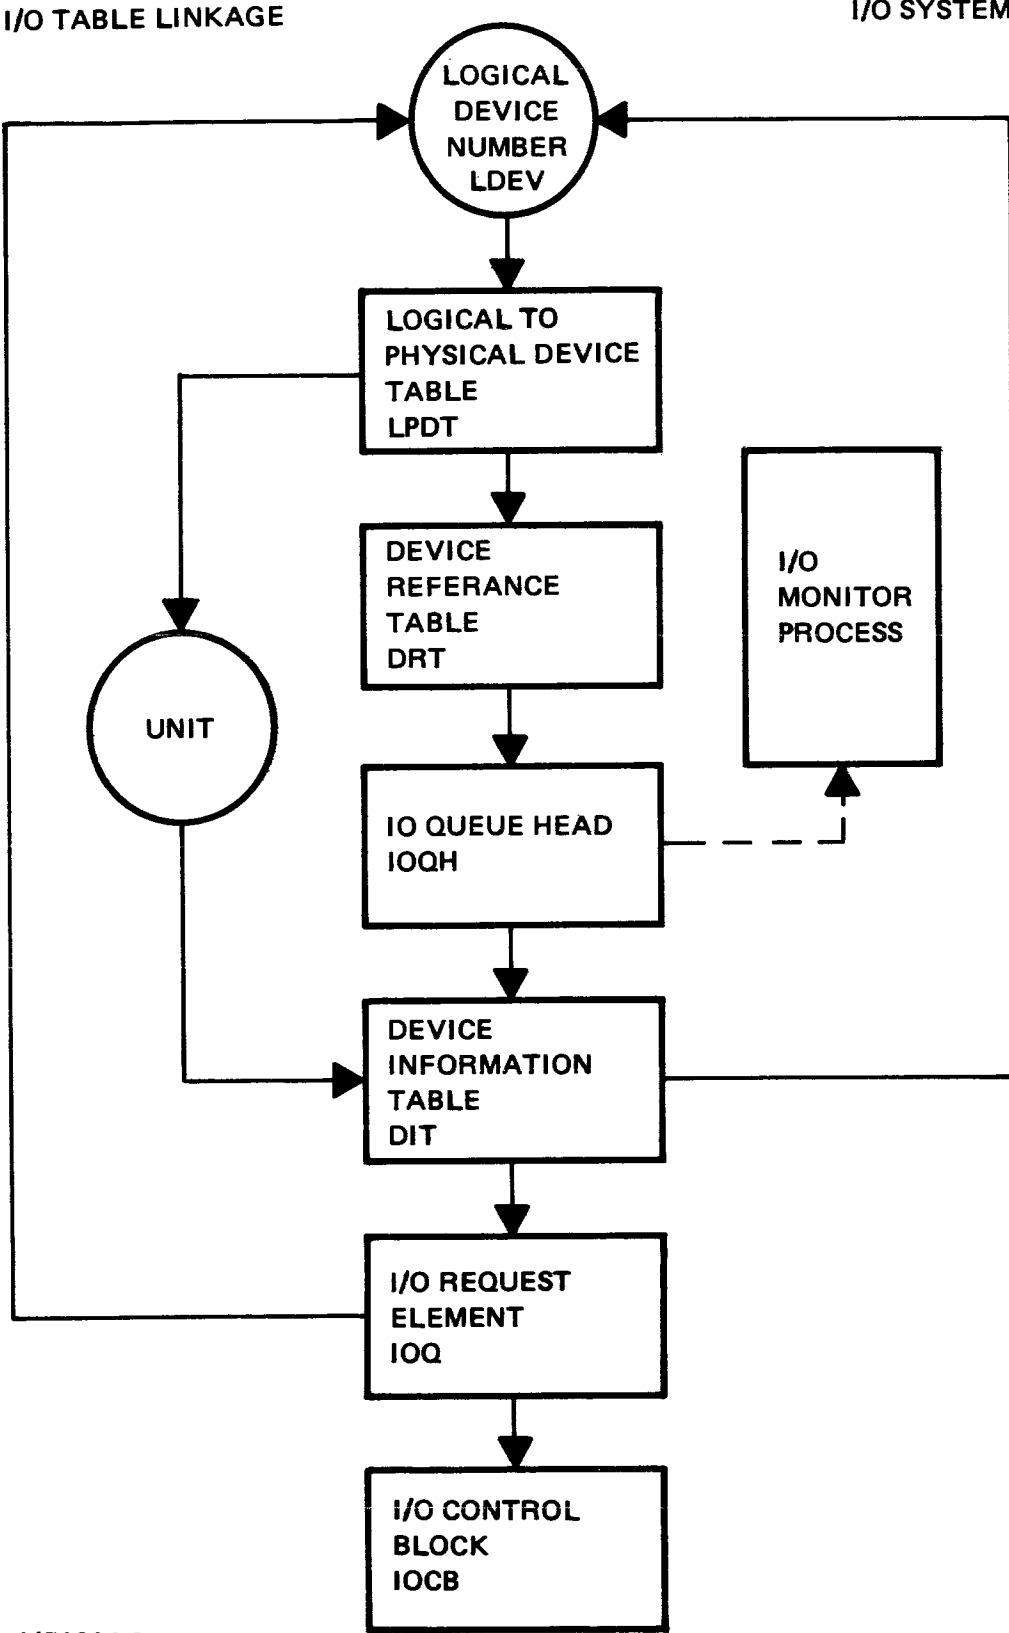 I/O TABLE LINKAGE
I/O SYSTEM
LOGICAL
DEVICE
NUMBER
LDEV
LOGICAL TO
PHYSICAL DEVICE
TABLE
LPDT
DEVICE
REFERANCE
TABLE
DRT
I/O
MONITOR
PROCESS
UNIT
IO QUEUE HEAD
IOQH
DEVICE
INFORMATION
TABLE
DIT
I/O REQUEST
ELEMENT
IOQ
I/O CONTROL
BLOCK
IOCB